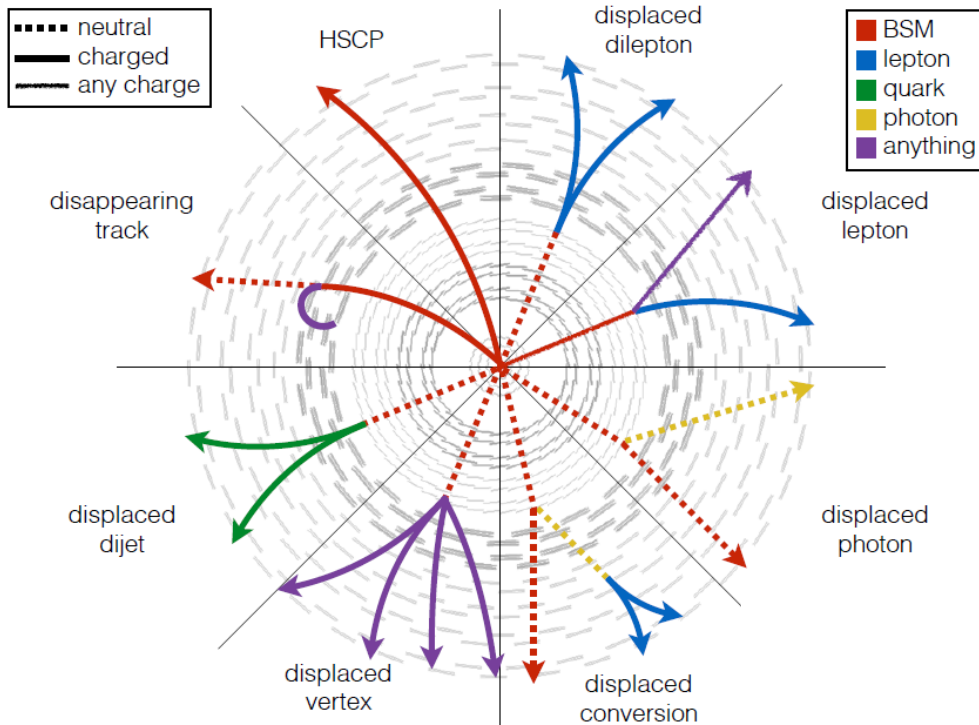 neutral
charged
any charge
HSCP
displaced
dilepton
BSM
lepton
quark
photon
anything
disappearing
track
displaced
lepton
displaced
dijet
displaced
photon
displaced
vertex
displaced
conversion